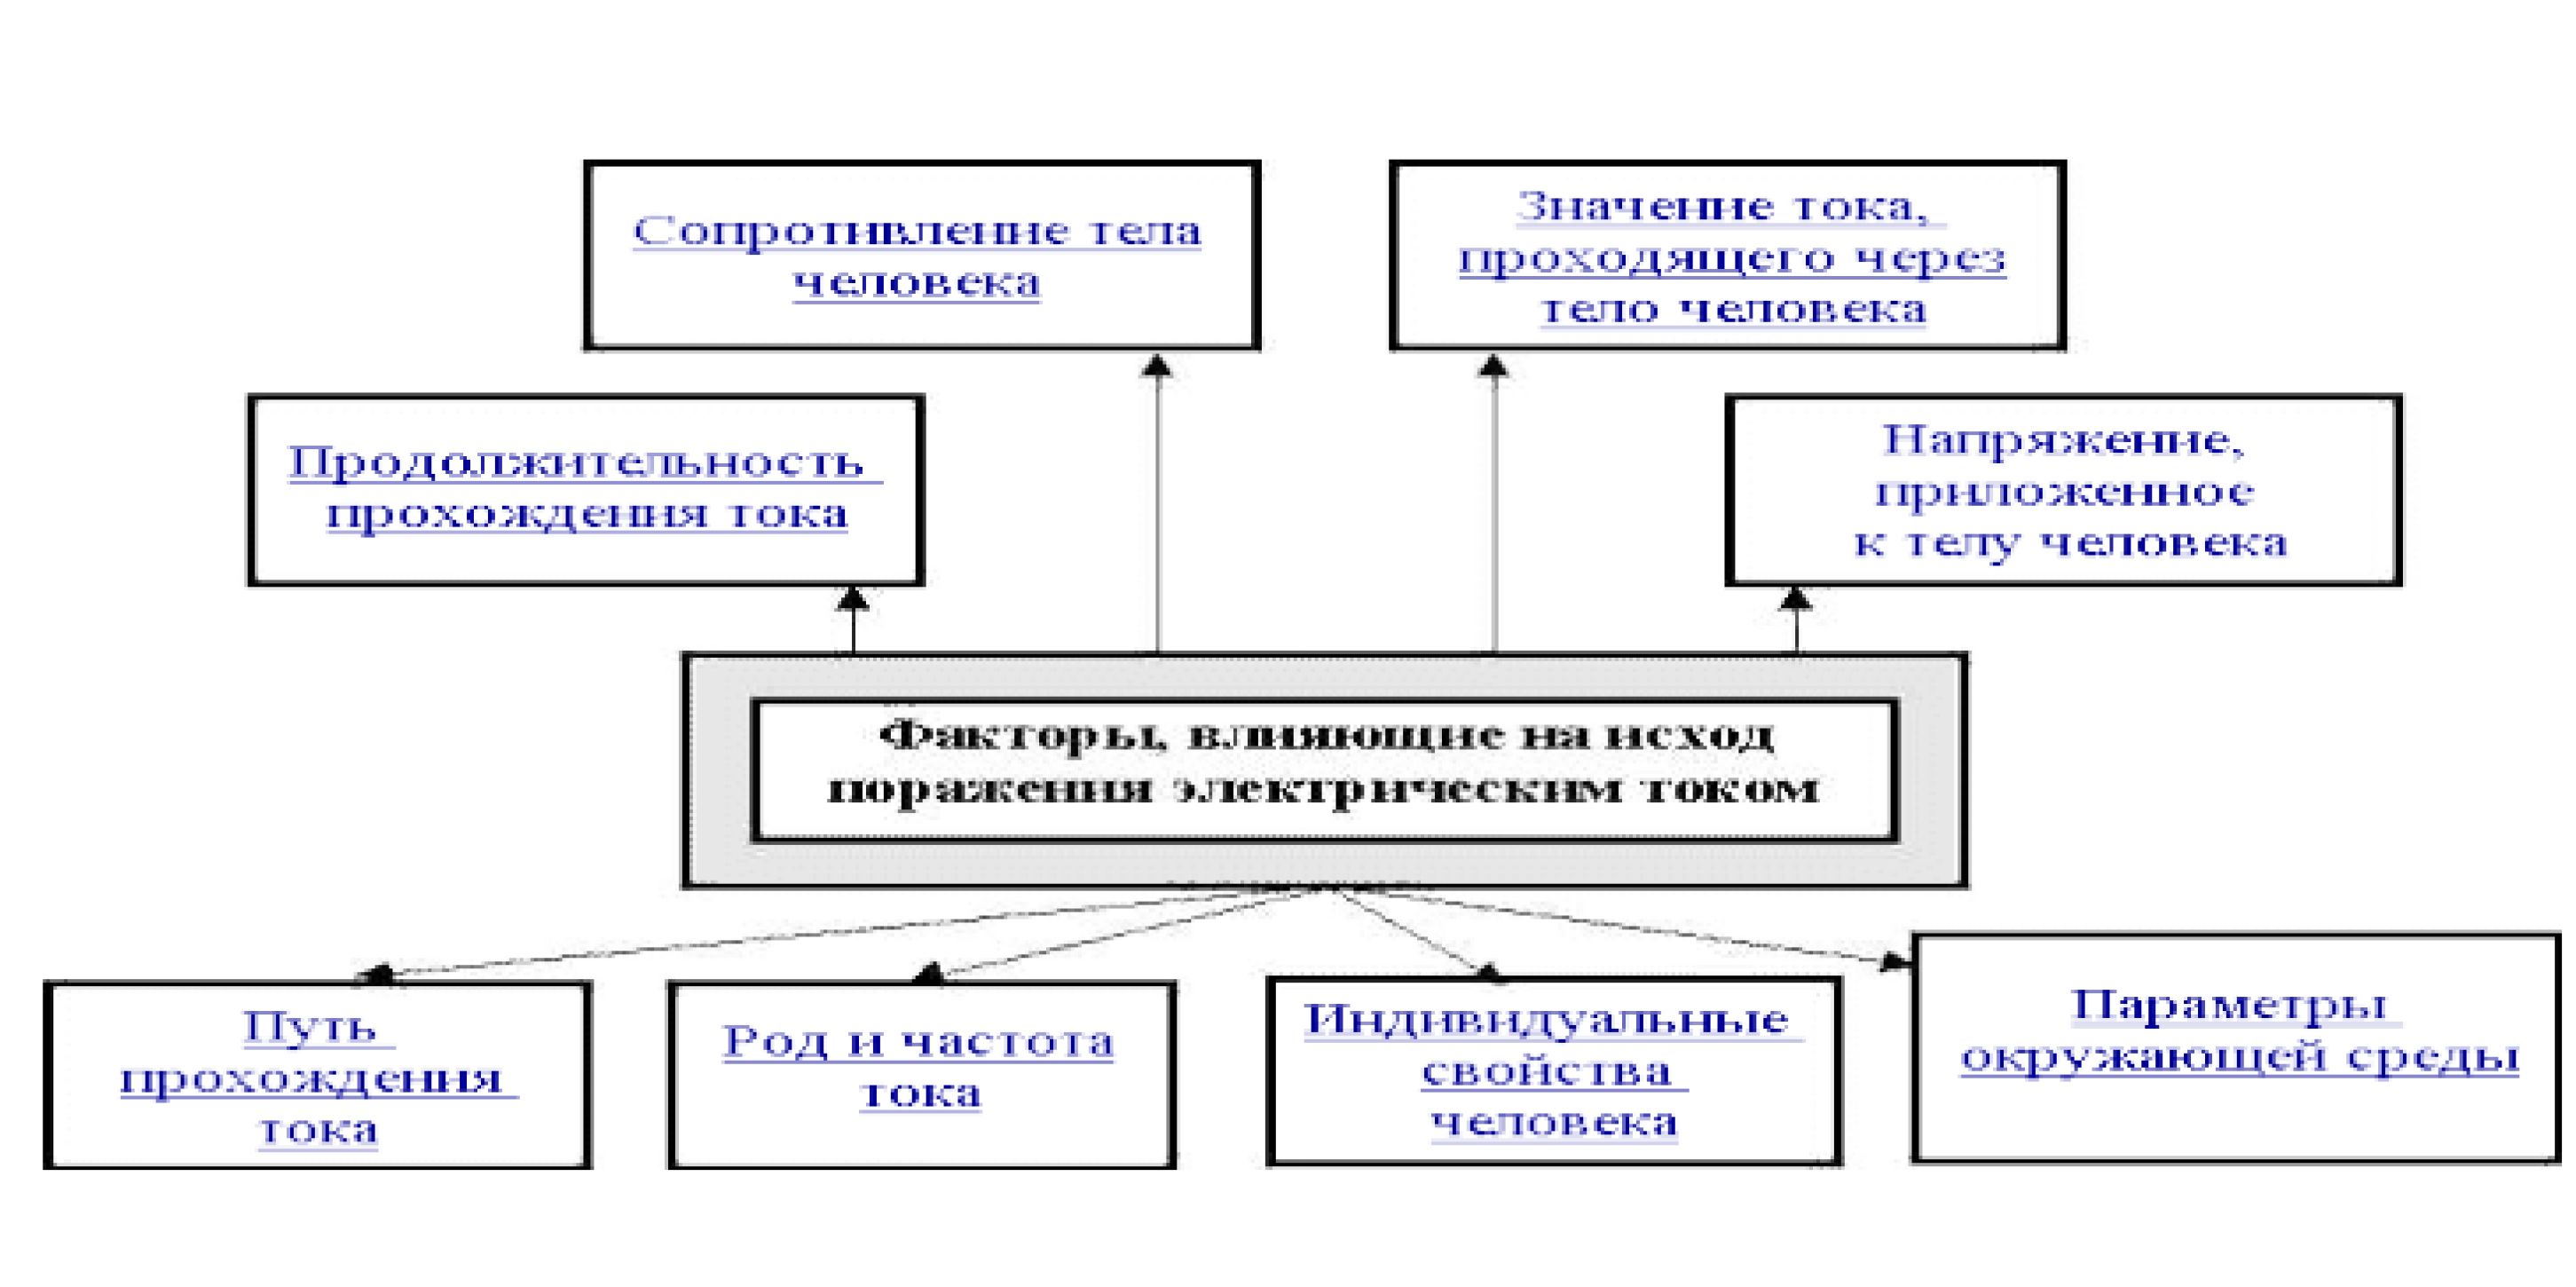 Сопротивление тела
человека
Значение тока,
проходящего через
тело человека
Продолжительность
прохождения тока
Напряжение,
приложенное
к телу человека
Факторы, влияющие на исход
поражения электрическим током
Путь
прохождения
тока
Род и частота
тока
Индивидуальные
свойства
человека
Параметры
окружающей среды